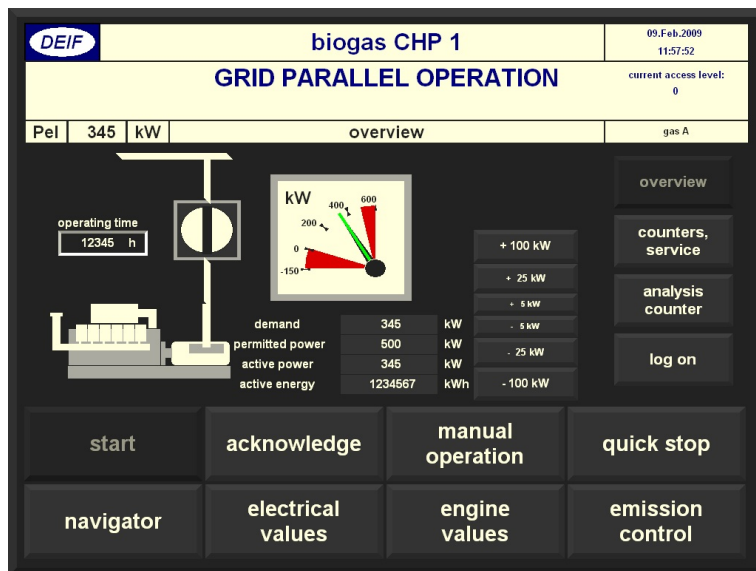 DEIF
biogas CHP 1
09.Feb.2009
11:57:52
GRID PARALLEL OPERATION
current access level:
0
Pel 345 kW
overview
gas A
operating time
12345 h
kW
600
400
200
0
-150
demand 345 kW
permitted power 500 kW
active power 345 kW
active energy 1234567 kWh
+ 100 kW
+ 25 kW
+ 5 kW
- 5 kW
- 25 kW
- 100 kW
overview
counters,
service
analysis
counter
log on
start
acknowledge
manual
operation
quick stop
navigator
electrical
values
engine
values
emission
control